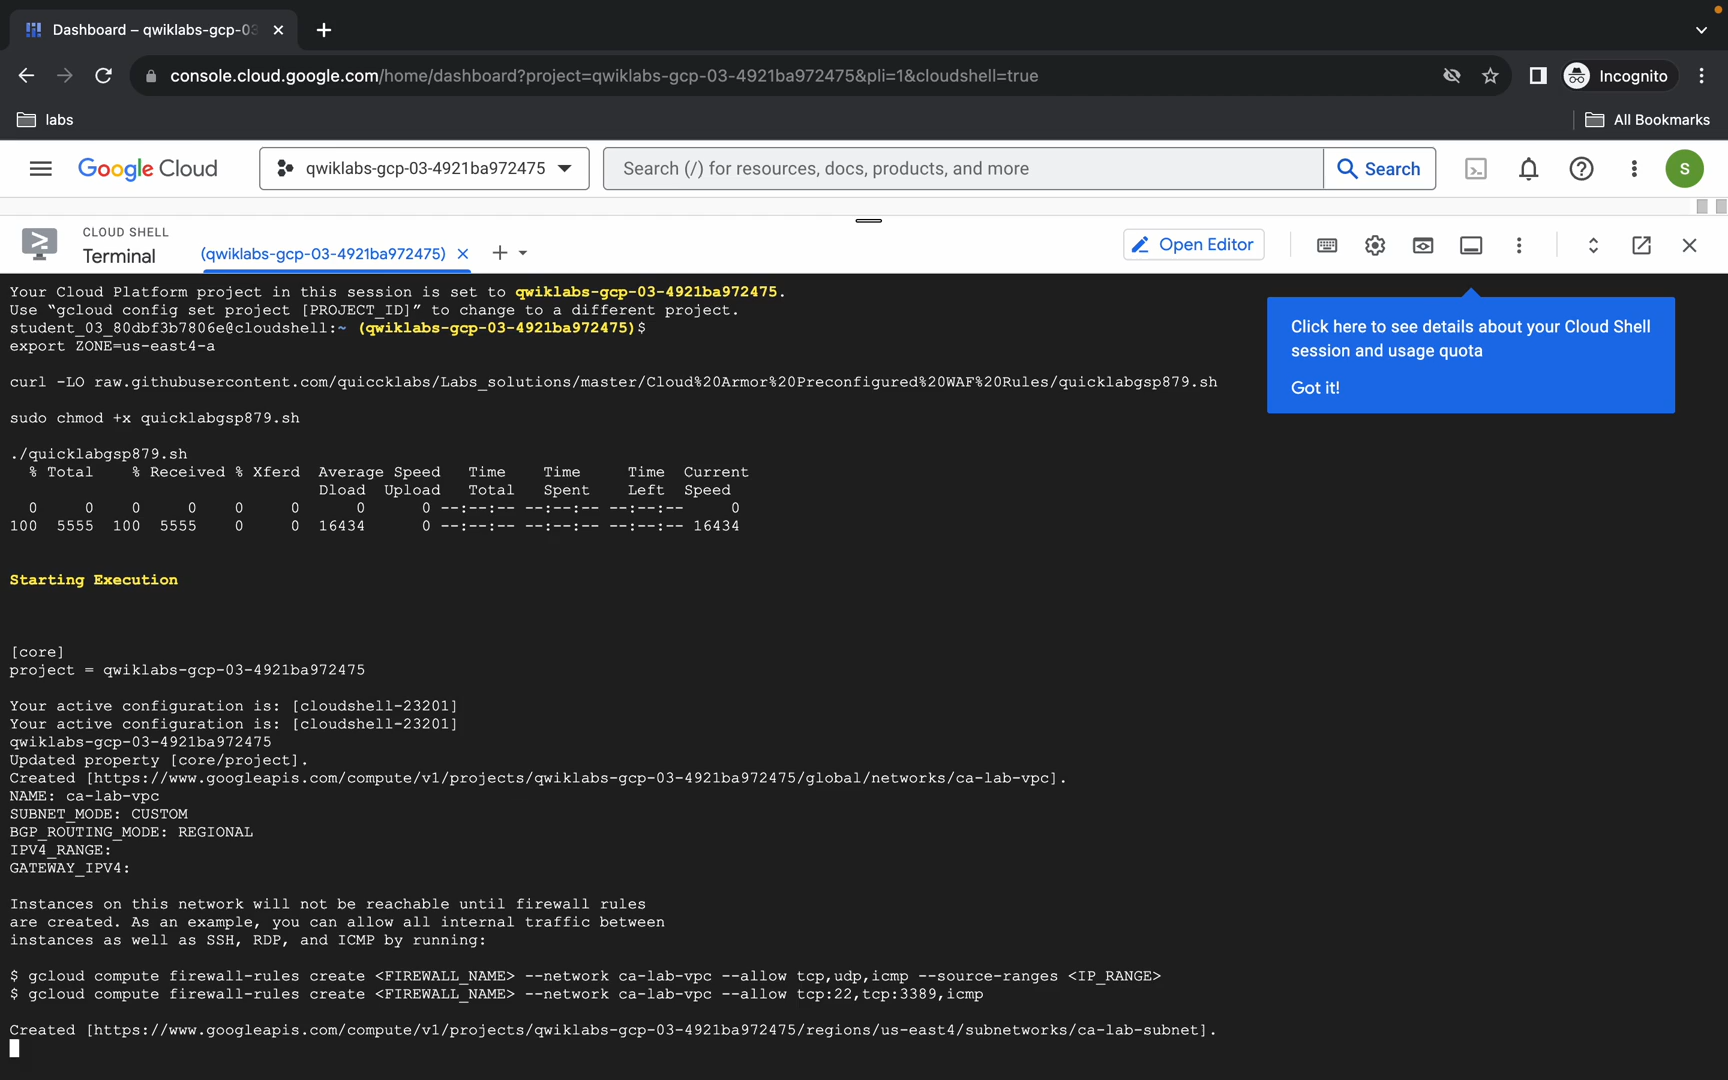 Dashboard – qwiklabs-gcp-03
console.cloud.google.com/home/dashboard?project=qwiklabs-gcp-03-4921ba972475&pli=1&cloudshell=true
Incognito
labs
All Bookmarks
Google Cloud
qwiklabs-gcp-03-4921ba972475
Search (/) for resources, docs, products, and more
Search
S
CLOUD SHELL
Terminal
(qwiklabs-gcp-03-4921ba972475)
Open Editor
Your Cloud Platform project in this session is set to qwiklabs-gcp-03-4921ba972475.
Use “gcloud config set project [PROJECT_ID]” to change to a different project.
student_03_80dbf3b7806e@cloudshell:~ (qwiklabs-gcp-03-4921ba972475)$
export ZONE=us-east4-a
curl -LO raw.githubusercontent.com/quiccklabs/Labs_solutions/master/Cloud%20Armor%20Preconfigured%20WAF%20Rules/quicklabgsp879.sh
sudo chmod +x quicklabgsp879.sh
./quicklabgsp879.sh
% Total % Received % Xferd Average Speed Time Time Time Current
Dload Upload Total Spent Left Speed
0 0 0 0 0 0 0 0 --:--:-- --:--:-- --:--:-- 0
100 5555 100 5555 0 0 16434 0 --:--:-- --:--:-- --:--:-- 16434
Starting Execution
[core]
project = qwiklabs-gcp-03-4921ba972475
Your active configuration is: [cloudshell-23201]
Your active configuration is: [cloudshell-23201]
qwiklabs-gcp-03-4921ba972475
Updated property [core/project].
Created [https://www.googleapis.com/compute/v1/projects/qwiklabs-gcp-03-4921ba972475/global/networks/ca-lab-vpc].
NAME: ca-lab-vpc
SUBNET_MODE: CUSTOM
BGP_ROUTING_MODE: REGIONAL
IPV4_RANGE:
GATEWAY_IPV4:
Instances on this network will not be reachable until firewall rules
are created. As an example, you can allow all internal traffic between
instances as well as SSH, RDP, and ICMP by running:
$ gcloud compute firewall-rules create <FIREWALL_NAME> --network ca-lab-vpc --allow tcp,udp,icmp --source-ranges <IP_RANGE>
$ gcloud compute firewall-rules create <FIREWALL_NAME> --network ca-lab-vpc --allow tcp:22,tcp:3389,icmp
Created [https://www.googleapis.com/compute/v1/projects/qwiklabs-gcp-03-4921ba972475/regions/us-east4/subnetworks/ca-lab-subnet].
Click here to see details about your Cloud Shell
session and usage quota
Got it!